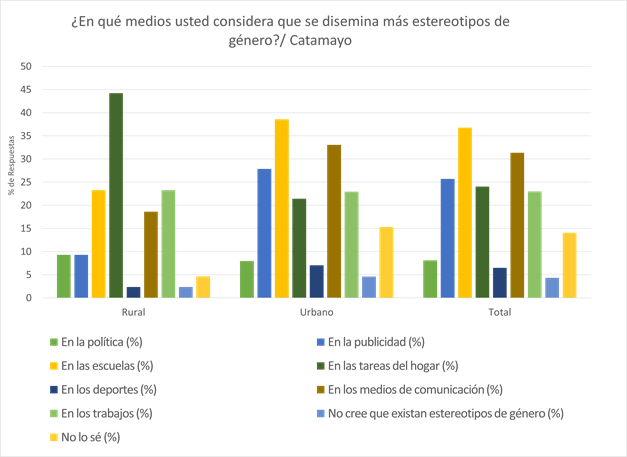 ¿En qué medios usted considera que se disemina más estereotipos de
género?/ Catamayo
% de Respuestas
50
45
40
35
30
25
20
15
10
5
0
Rural Urbano Total
En la política (%) En la publicidad (%)
En las escuelas (%) En las tareas del hogar (%)
En los deportes (%) En los medios de comunicación (%)
En los trabajos (%) No cree que existan estereotipos de género (%)
No lo sé (%)